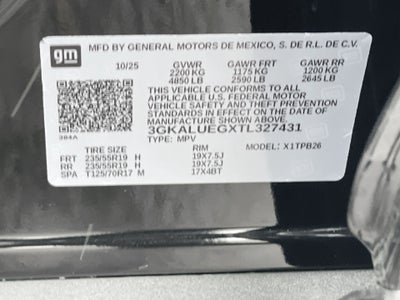 gm
MFD BY GENERAL MOTORS DE MEXICO, S. DE R.L. DE C.V.
10/25 GVWR GAWR FRT GAWR RR
2200 KG 1175 KG 1200 KG
4850 LB 2590 LB 2645 LB
THIS VEHICLE CONFORMS TO ALL
APPLICABLE U.S. FEDERAL MOTOR VEHICLE
SAFETY AND THEFT PREVENTION
STANDARDS IN EFFECT ON THE DATE OF
MANUFACTURE SHOWN ABOVE.
384A 3GKALUEGXTL327431
TYPE: MPV MODEL: X1TPB26
TIRE SIZE RIM
FRT 235/55R19 H 19X7.5J
RR 235/55R19 H 19X7.5J
SPA T125/70R17 M 17X4BT